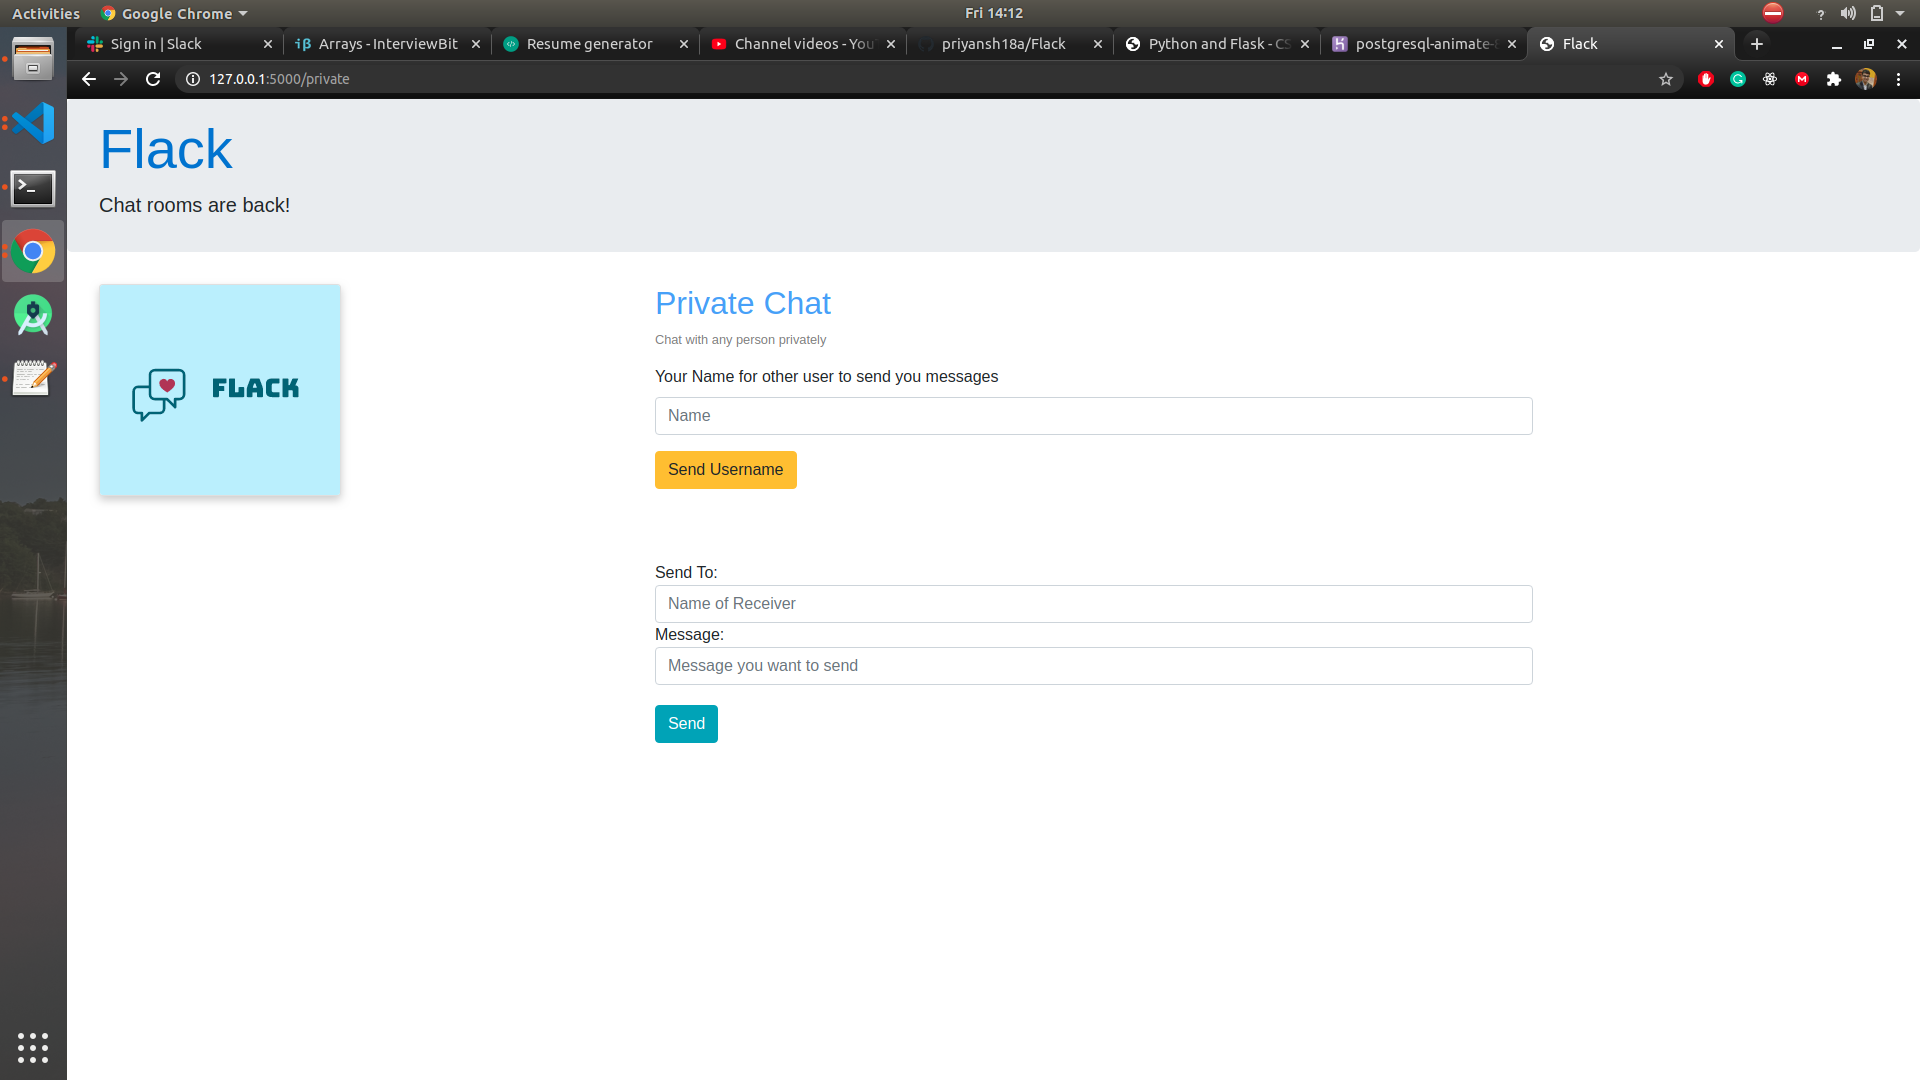 Activities
Google Chrome
Fri 14:12
?
Sign in | Slack
Arrays - InterviewBit
Resume generator
Channel videos - You
priyansh18a/Flack
Python and Flask - CS
postgresql-animate-
Flack
127.0.0.1:5000/private
Flack
Chat rooms are back!
FLACK
Private Chat
Chat with any person privately
Your Name for other user to send you messages
Name
Send Username
Send To:
Name of Receiver
Message:
Message you want to send
Send